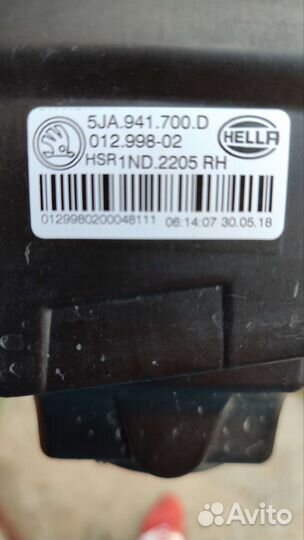 5JA.941.700.D
012.998-02
HELLA
HSR1ND.2205 RH
0129980200048111 06:14:07 30.05.18
Avito